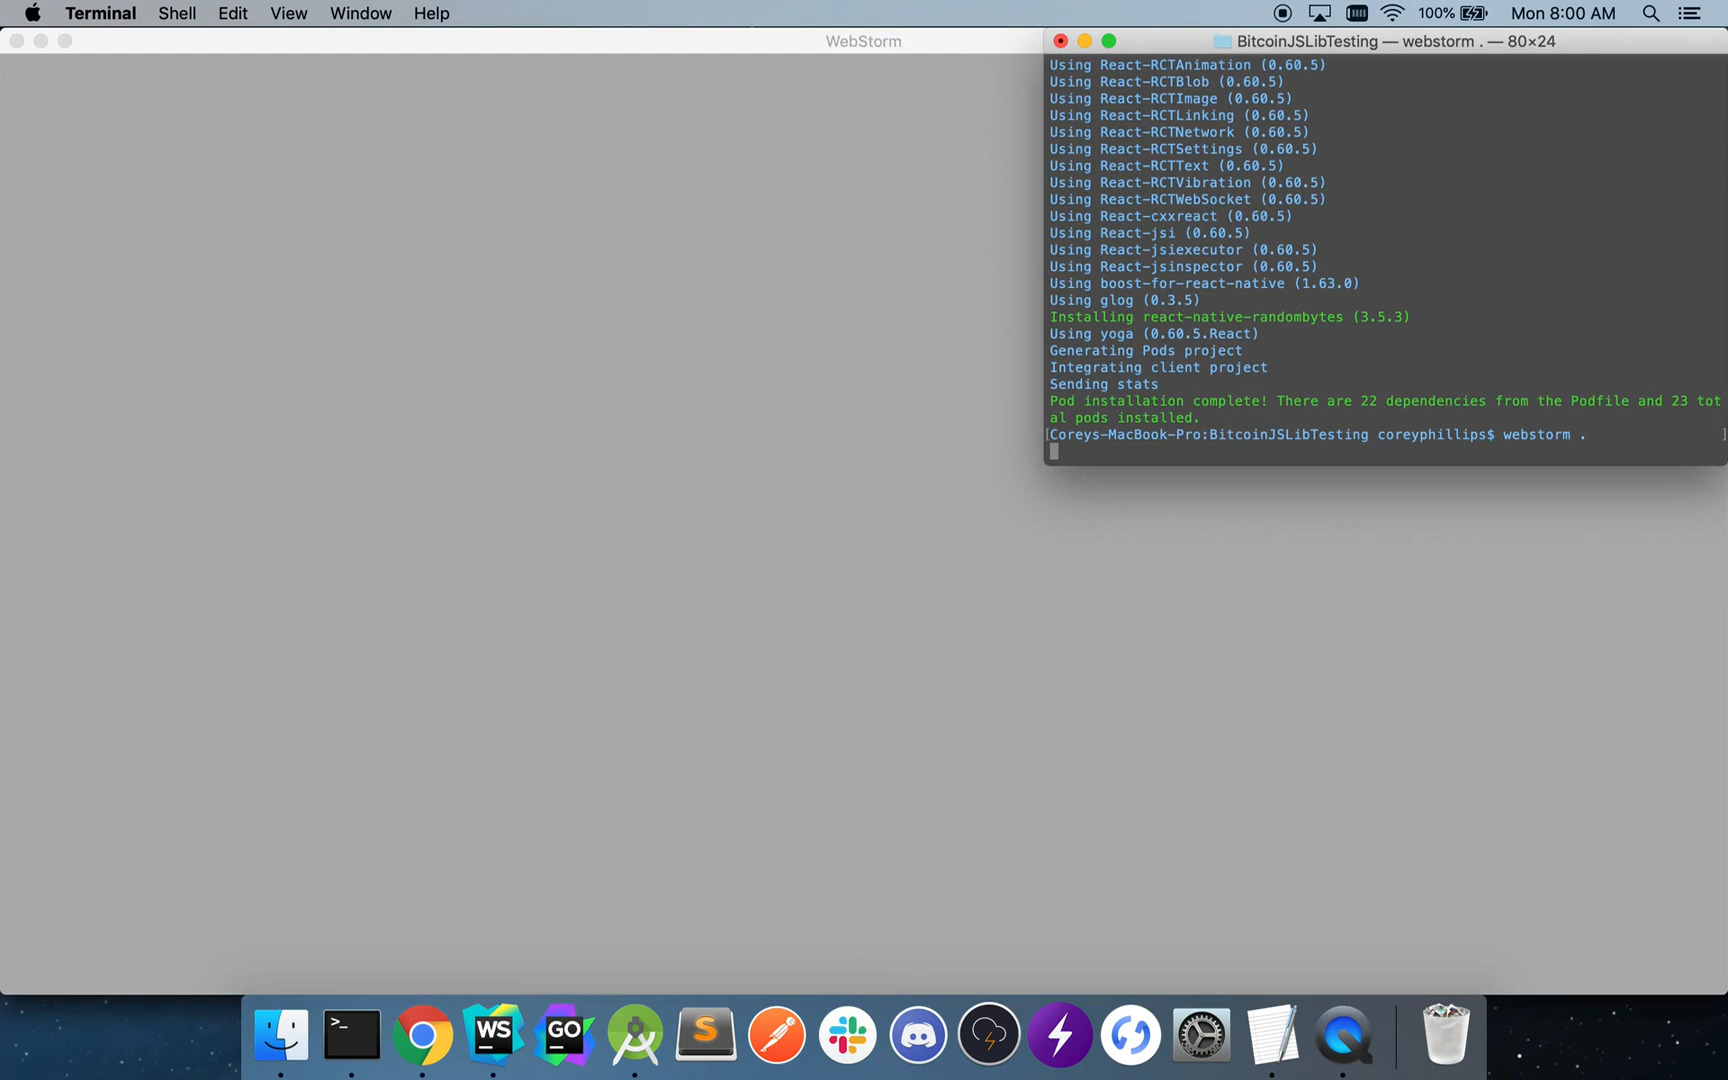 Terminal Shell Edit View Window Help 100% Mon 8:00 AM
WebStorm
BitcoinJSLibTesting — webstorm . — 80×24
Using React-RCTAnimation (0.60.5)
Using React-RCTBlob (0.60.5)
Using React-RCTImage (0.60.5)
Using React-RCTLinking (0.60.5)
Using React-RCTNetwork (0.60.5)
Using React-RCTSettings (0.60.5)
Using React-RCTText (0.60.5)
Using React-RCTVibration (0.60.5)
Using React-RCTWebSocket (0.60.5)
Using React-cxxreact (0.60.5)
Using React-jsi (0.60.5)
Using React-jsiexecutor (0.60.5)
Using React-jsinspector (0.60.5)
Using boost-for-react-native (1.63.0)
Using glog (0.3.5)
Installing react-native-randombytes (3.5.3)
Using yoga (0.60.5.React)
Generating Pods project
Integrating client project
Sending stats
Pod installation complete! There are 22 dependencies from the Podfile and 23 tot
al pods installed.
[Coreys-MacBook-Pro:BitcoinJSLibTesting coreyphillips$ webstorm . ]
>_ WS GO S